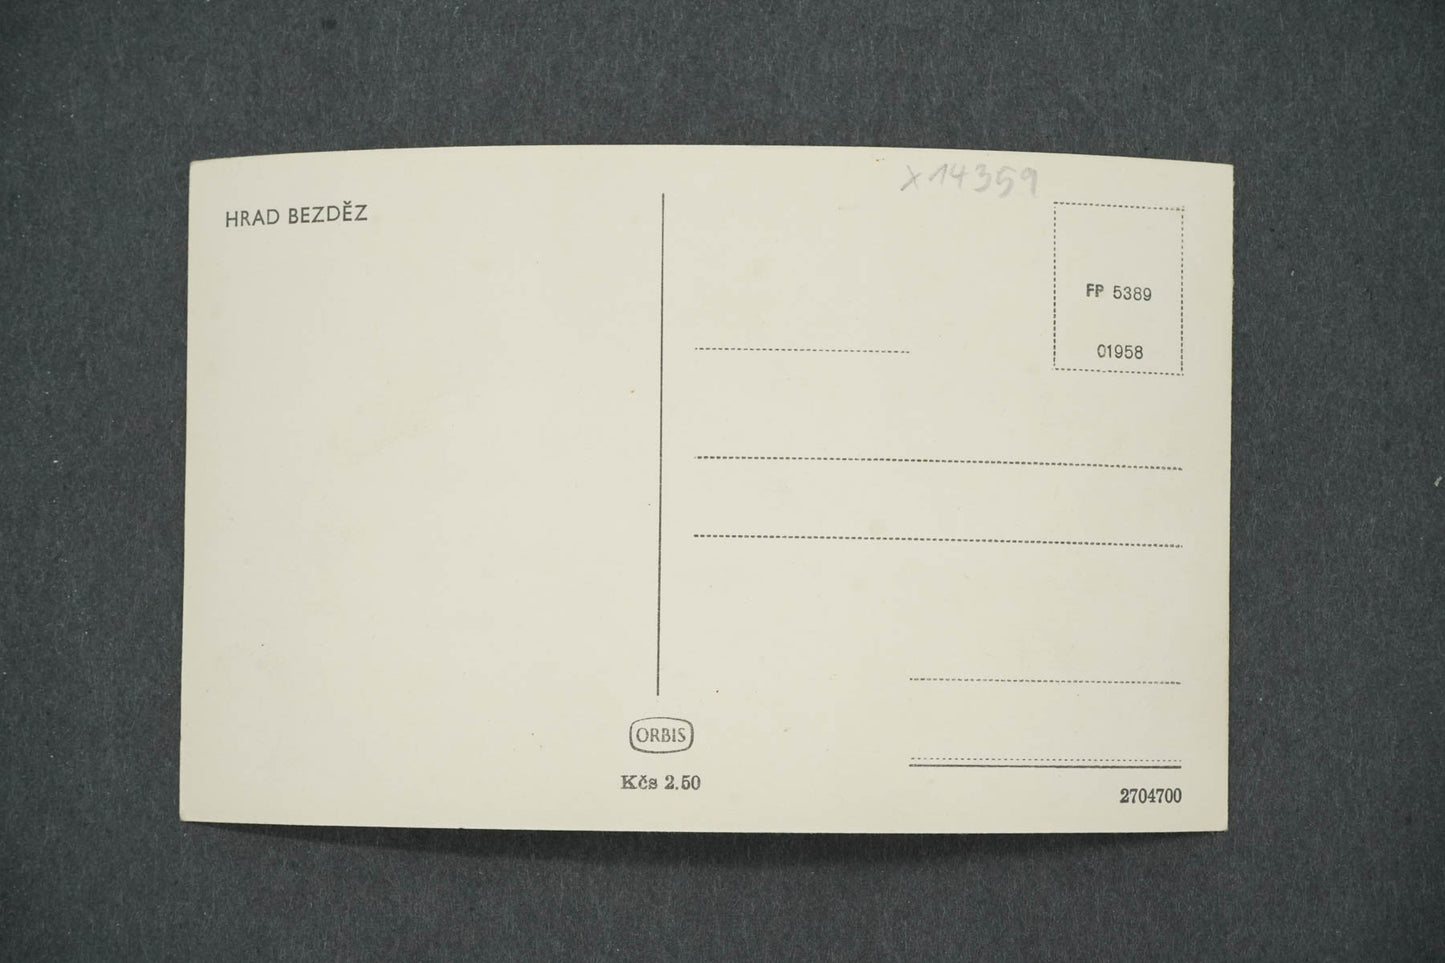 x14359
HRAD BEZDĚZ
FP 5389
01958
ORBIS
Kčs 2.50
2704700